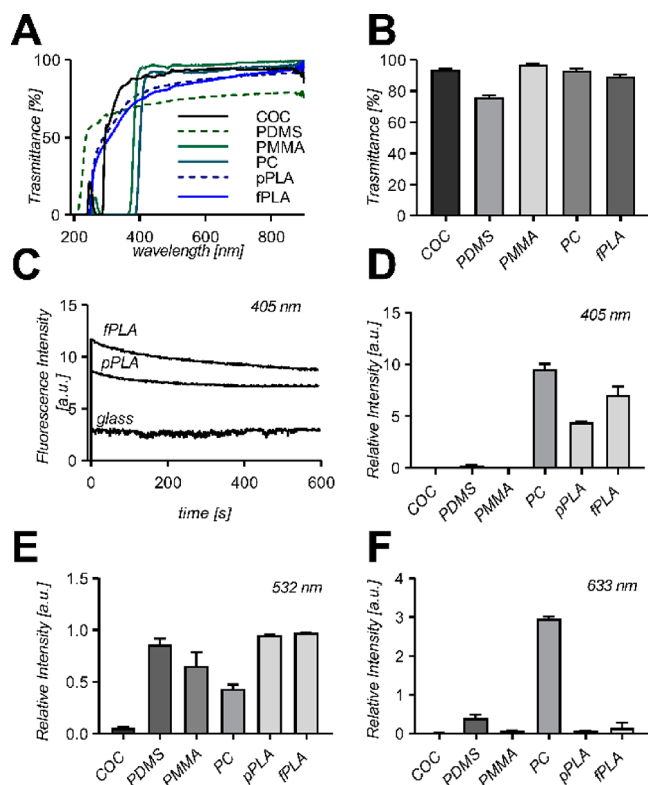 A
Trasmittance [%]
100
50
0
200
400
600
800
wavelength [nm]
COC
PDMS
PMMA
PC
pPLA
fPLA
B
Trasmittance [%]
100
80
60
40
20
0
COC
PDMS
PMMA
PC
fPLA
C
405 nm
Fluorescence Intensity
[a.u.]
15
10
5
0
fPLA
pPLA
glass
0
200
400
600
time [s]
D
405 nm
Relative Intensity [a.u.]
15
10
5
0
COC
PDMS
PMMA
PC
pPLA
fPLA
E
532 nm
Relative Intensity [a.u.]
1.5
1.0
0.5
0.0
COC
PDMS
PMMA
PC
pPLA
fPLA
F
633 nm
Relative Intensity [a.u.]
4
3
2
1
0
COC
PDMS
PMMA
PC
pPLA
fPLA